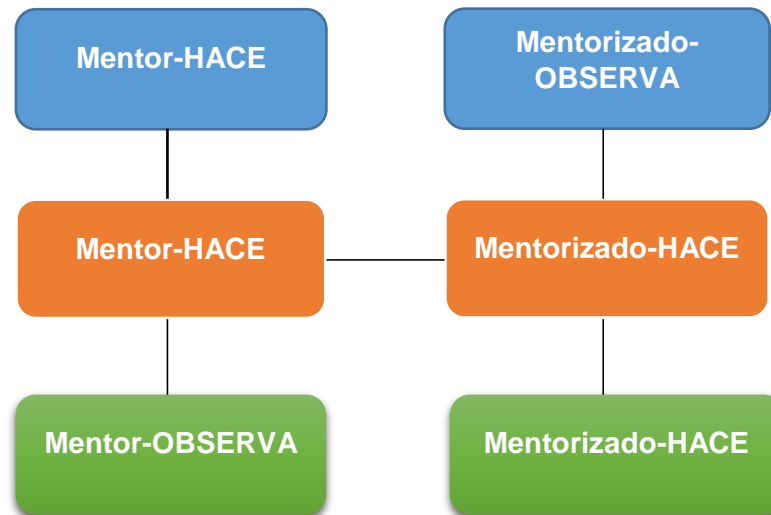 Mentor-HACE
Mentorizado-
OBSERVA
Mentor-HACE
Mentorizado-HACE
Mentor-OBSERVA
Mentorizado-HACE